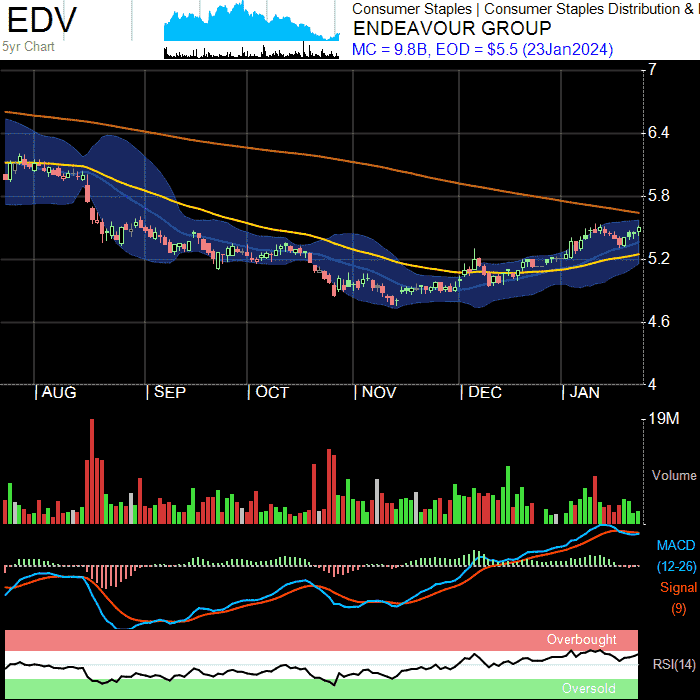 EDV
5yr Chart
Consumer Staples | Consumer Staples Distribution &
ENDEAVOUR GROUP
MC = 9.8B, EOD = $5.5 (23Jan2024)
7
6.4
5.8
5.2
4.6
4
| AUG | SEP | OCT | NOV | DEC | JAN
19M
Volume
MACD
(12-26)
Signal
(9)
Overbought
RSI(14)
Oversold